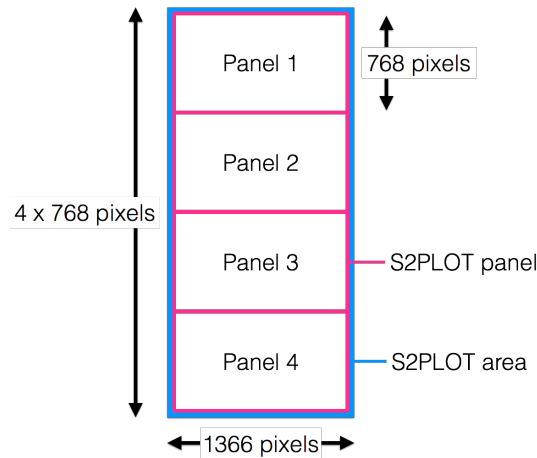 Panel 1
768 pixels
Panel 2
4 x 768 pixels
Panel 3
S2PLOT panel
Panel 4
S2PLOT area
1366 pixels